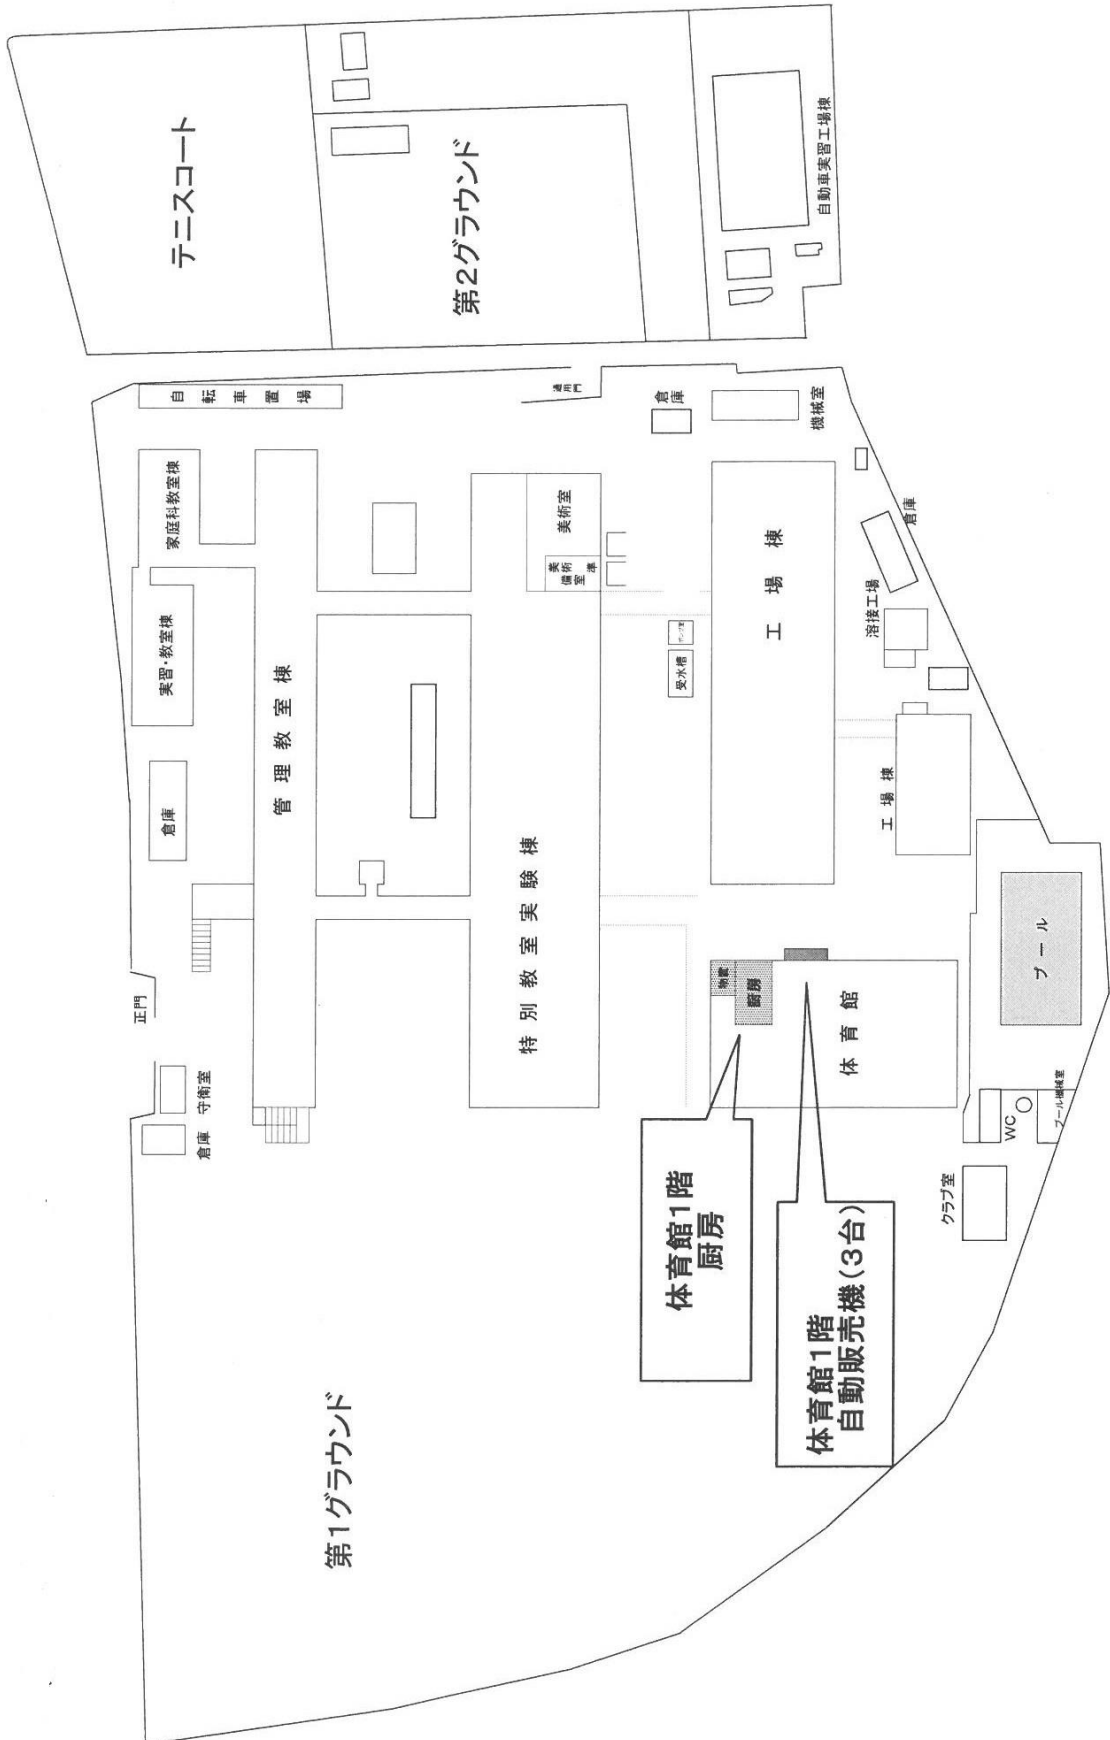 テニスコート
第2グラウンド
自動車実習工場棟
自転車置場
通用門
倉庫
機械室
家庭科教室棟
実習・教室棟
倉庫
管理教室棟
美術室
美術
準備室
特別教室実験棟
受水槽
ポンプ室
工場棟
倉庫
溶接工場
工場棟
正門
守衛室
倉庫
物置
厨房
体育館
プール
プール機械室
WC
クラブ室
体育館1階
厨房
体育館1階
自動販売機(3台)
第1グラウンド